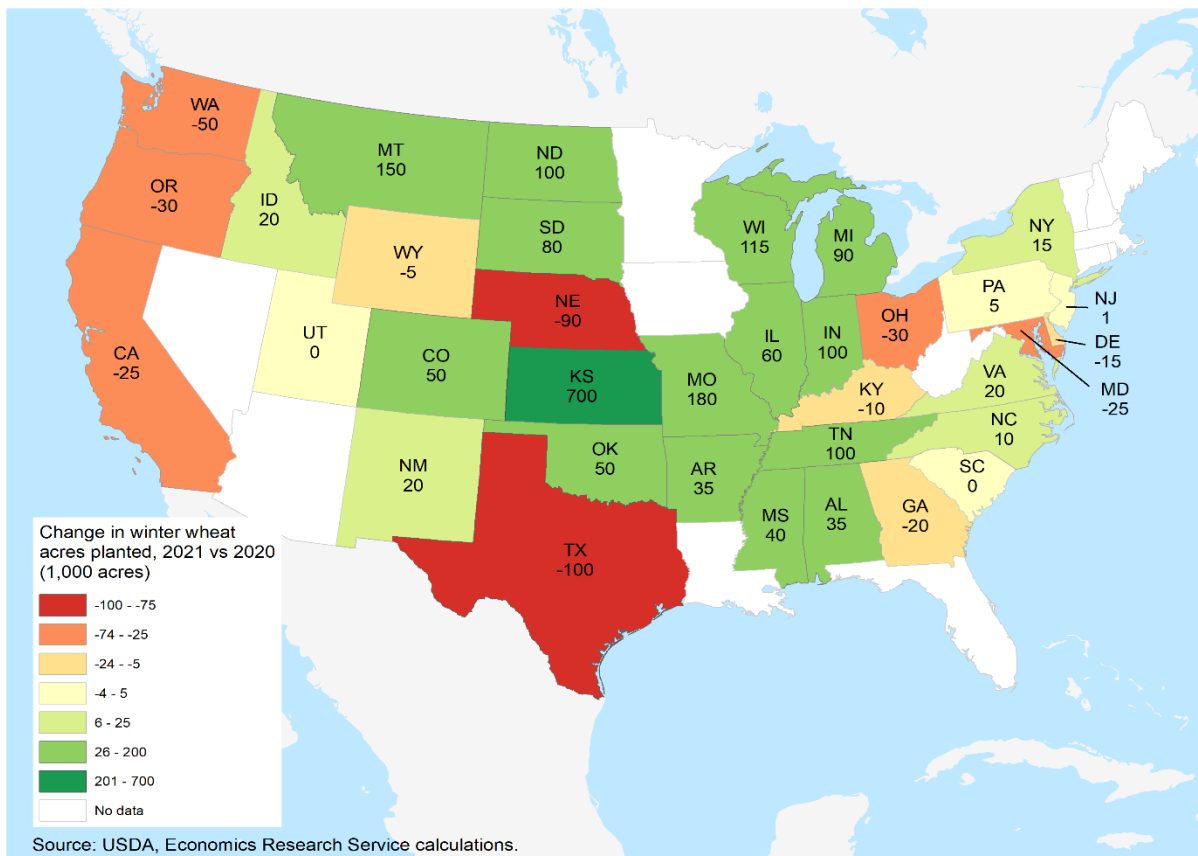 WA
-50
MT
150
ND
100
OR
-30
ID
20
SD
80
WI
115
MI
90
NY
15
WY
-5
NE
-90
PA
5
NJ
1
OH
-30
DE
-15
UT
0
CO
50
IL
60
IN
100
CA
-25
KS
700
MO
180
VA
20
MD
-25
KY
-10
NC
10
TN
100
OK
50
NM
20
AR
35
SC
0
MS
40
AL
35
GA
-20
TX
-100
Change in winter wheat
acres planted, 2021 vs 2020
(1,000 acres)
-100 - -75
-74 - -25
-24 - -5
-4 - 5
6 - 25
26 - 200
201 - 700
No data
Source: USDA, Economics Research Service calculations.